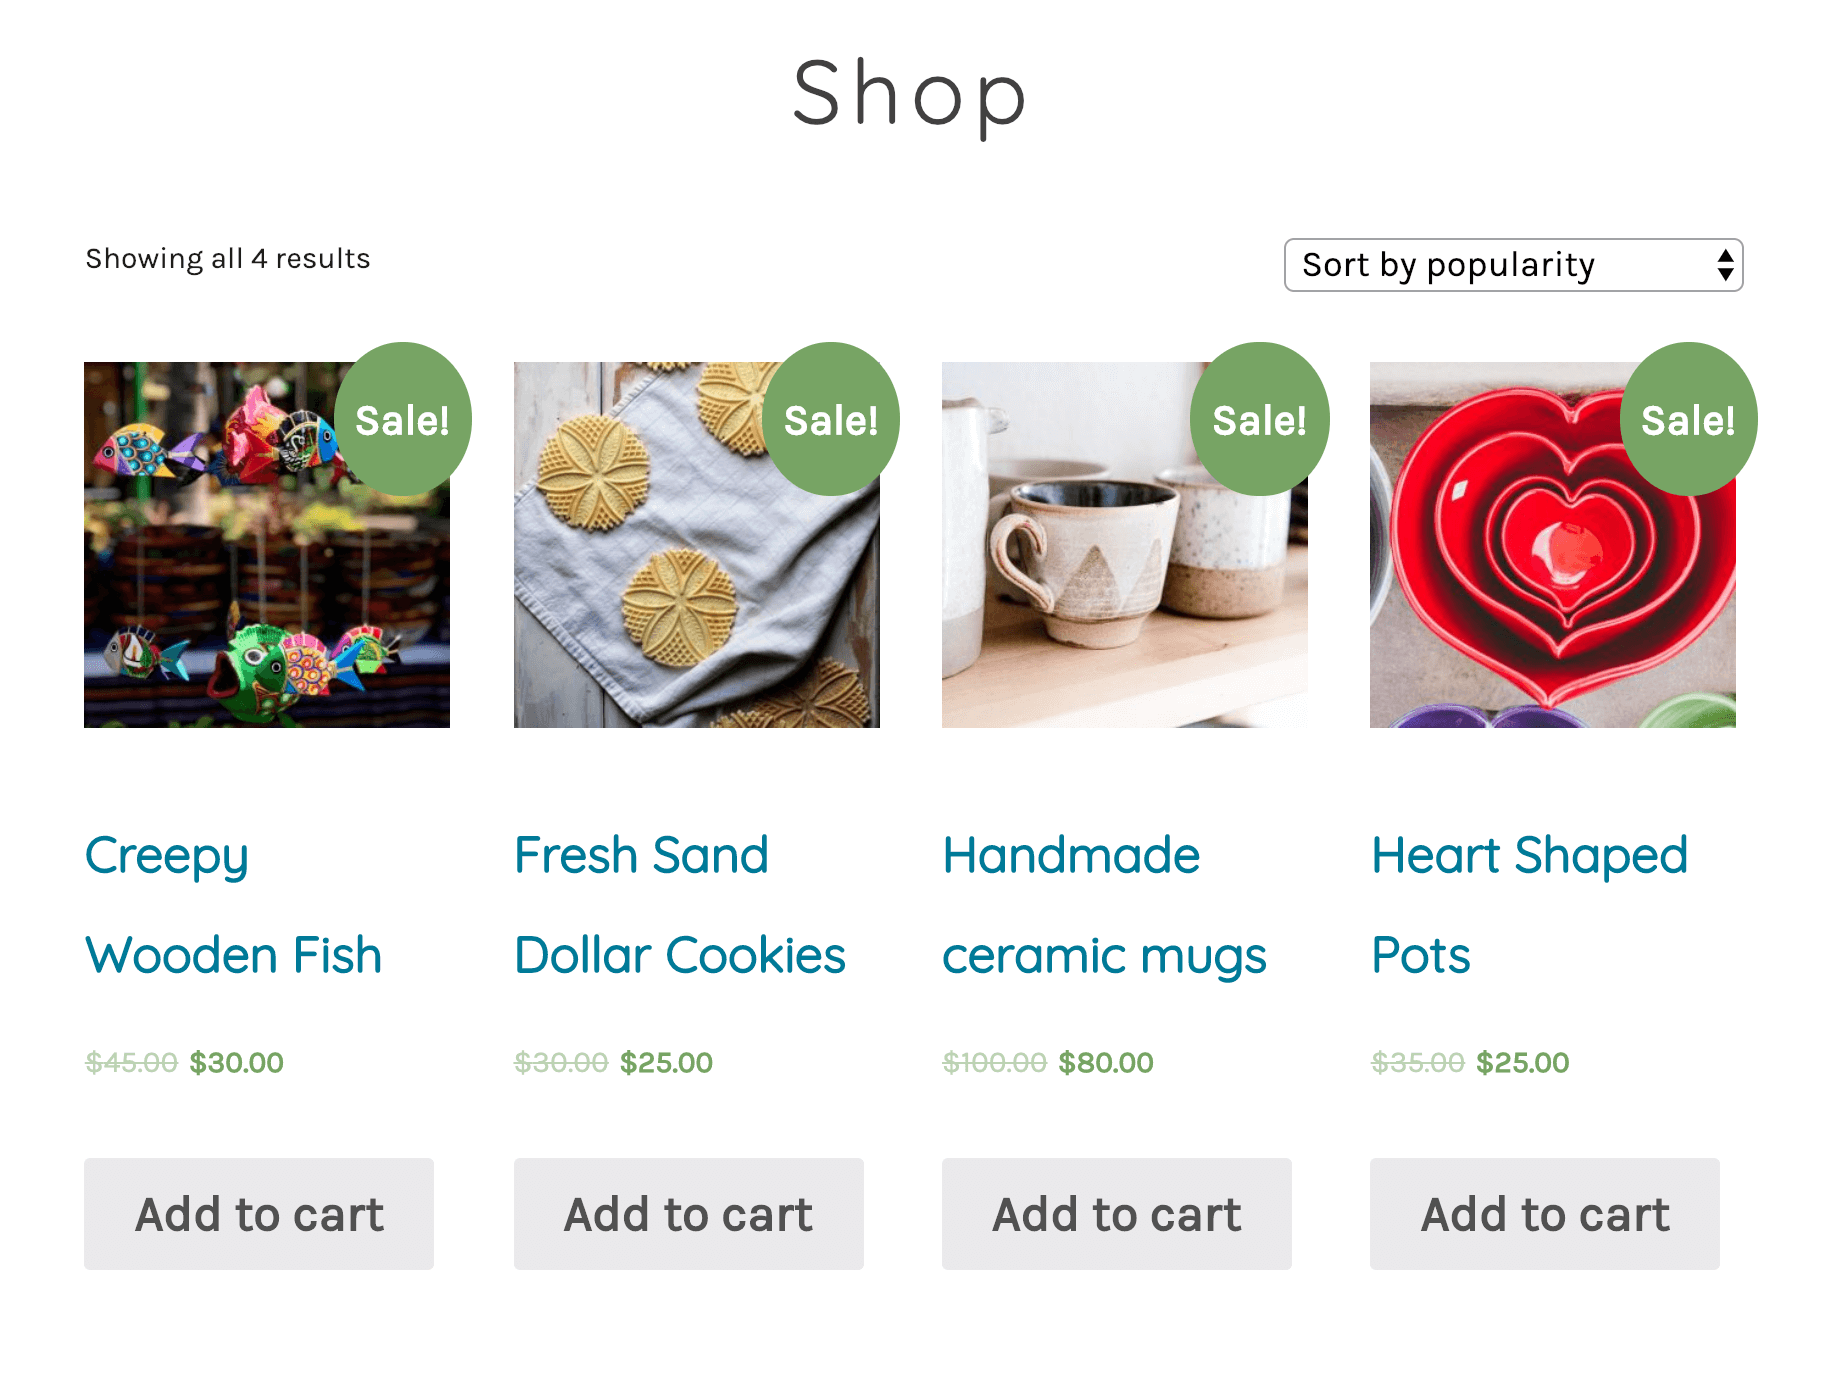 Shop
Showing all 4 results
Sort by popularity
Sale!
Sale!
Sale!
Sale!
Creepy
Wooden Fish
$45.00 $30.00
Add to cart
Fresh Sand
Dollar Cookies
$30.00 $25.00
Add to cart
Handmade
ceramic mugs
$100.00 $80.00
Add to cart
Heart Shaped
Pots
$35.00 $25.00
Add to cart